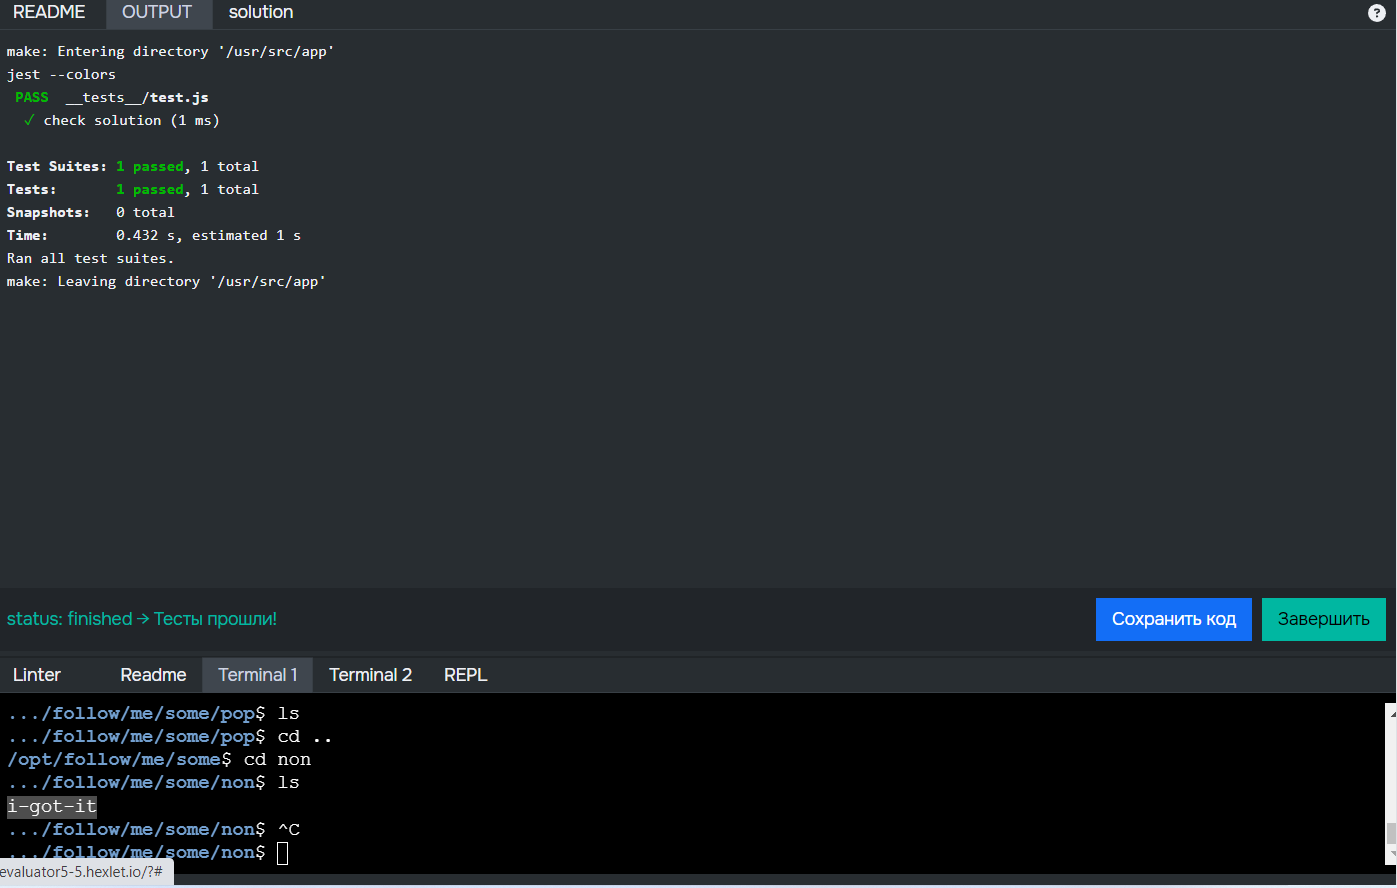 README OUTPUT solution ?
make: Entering directory '/usr/src/app'
jest --colors
PASS __tests__/test.js
✓ check solution (1 ms)
Test Suites: 1 passed, 1 total
Tests: 1 passed, 1 total
Snapshots: 0 total
Time: 0.432 s, estimated 1 s
Ran all test suites.
make: Leaving directory '/usr/src/app'
status: finished → Тесты прошли! Сохранить код Завершить
Linter Readme Terminal 1 Terminal 2 REPL
.../follow/me/some/pop$ ls
.../follow/me/some/pop$ cd ..
/opt/follow/me/some$ cd non
.../follow/me/some/non$ ls
i-got-it
.../follow/me/some/non$ ^C
.../follow/me/some/non$
evaluator5-5.hexlet.io/?#